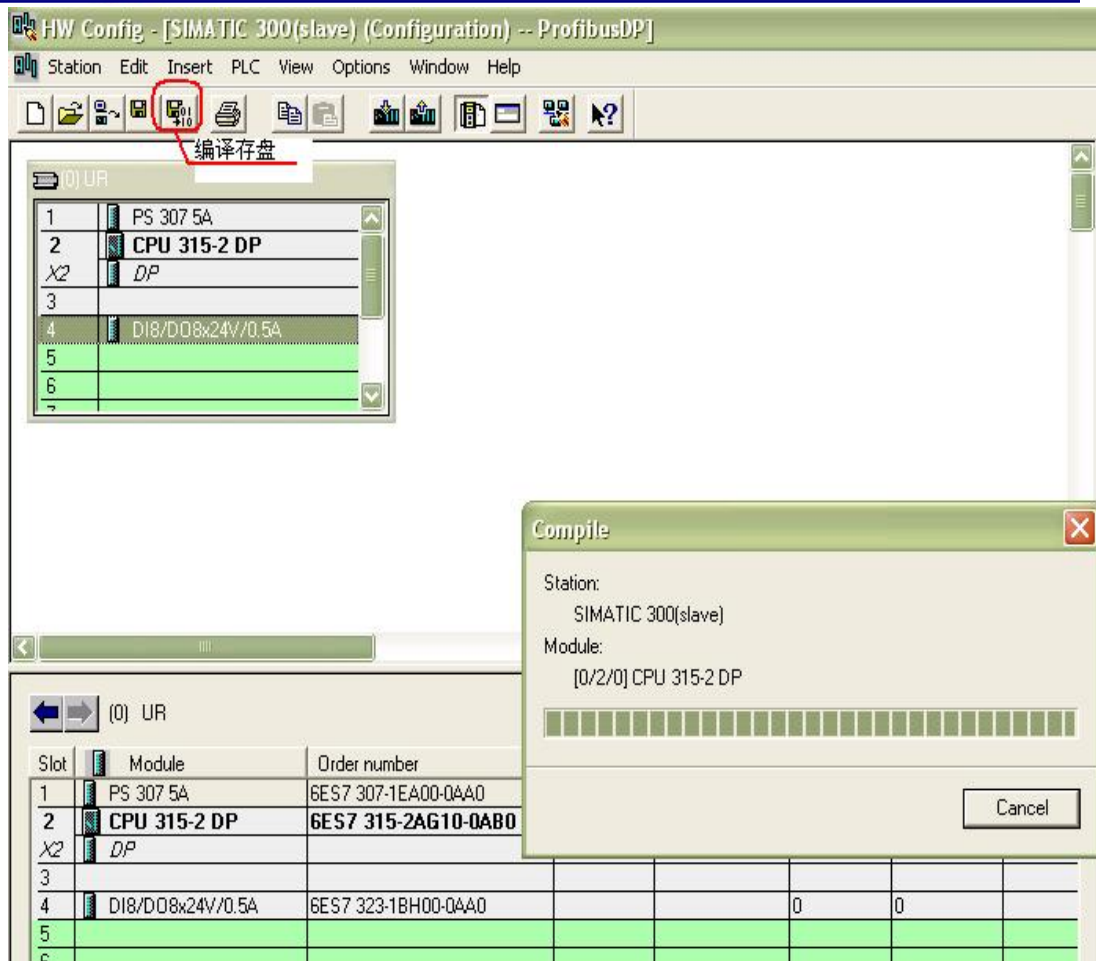 HW Config - [SIMATIC 300(slave) (Configuration) -- ProfibusDP]
Station Edit Insert PLC View Options Window Help
编译存盘
(0) UR
1 PS 307 5A
2 CPU 315-2 DP
X2 DP
3
4 DI8/DO8x24V/0.5A
5
6
Compile
Station:
SIMATIC 300(slave)
Module:
[0/2/0] CPU 315-2 DP
Cancel
(0) UR
Slot Module Order number
1 PS 307 5A 6ES7 307-1EA00-0AA0
2 CPU 315-2 DP 6ES7 315-2AG10-0AB0
X2 DP
3
4 DI8/DO8x24V/0.5A 6ES7 323-1BH00-0AA0 0 0
5